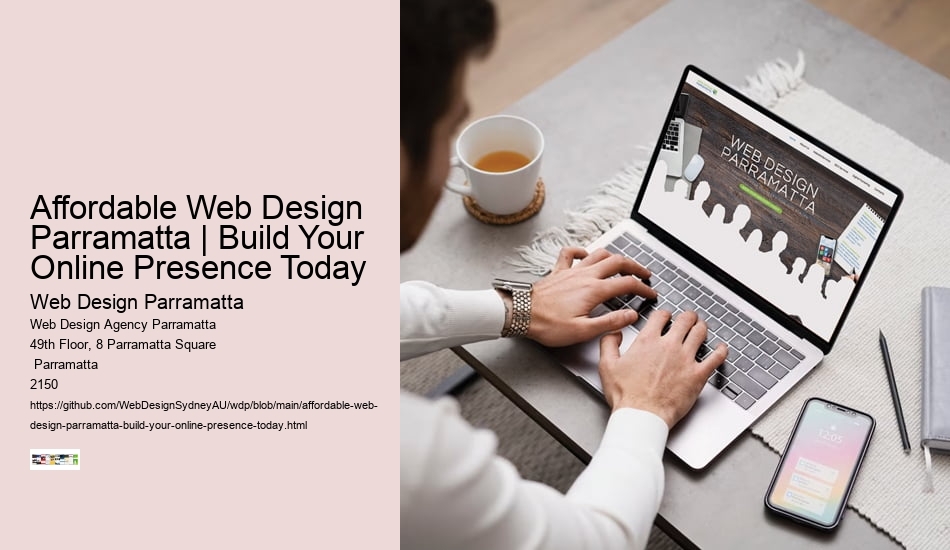 Affordable Web Design
Parramatta | Build Your
Online Presence Today
Web Design Parramatta
Web Design Agency Parramatta
49th Floor, 8 Parramatta Square
Parramatta
2150
https://github.com/WebDesignSydneyAU/wdp/blob/main/affordable-web-
design-parramatta-build-your-online-presence-today.html
WEB DESIGN
PARRAMATTA
12:05